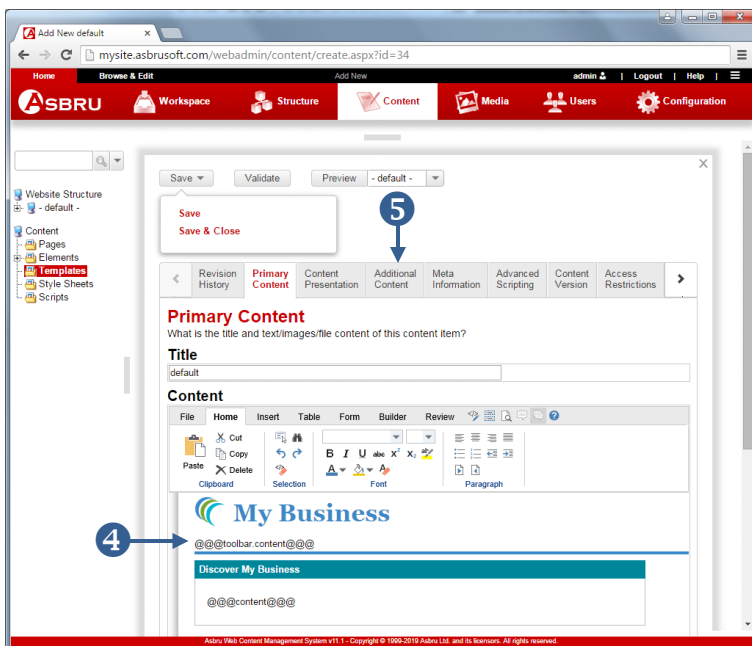 Add New default
mysite.asbrusoft.com/webadmin/content/create.aspx?id=34
Home Browse & Edit Add New admin | Logout | Help |
ASBRU Workspace Structure Content Media Users Configuration
Save Validate Preview - default -
Website Structure
- default -
Save
Save & Close
5
Content
Pages
Elements
Templates
Style Sheets
Scripts
Revision History
Primary Content
Content Presentation
Additional Content
Meta Information
Advanced Scripting
Content Version
Access Restrictions
Primary Content
What is the title and text/images/file content of this content item?
Title
default
Content
File Home Insert Table Form Builder Review
Paste
Cut
Copy
Delete
Clipboard
Selection
B I U abc X² X₂
A
Font
Paragraph
My Business
4
@@@toolbar.content@@@
Discover My Business
@@@content@@@
Asbru Web Content Management System v11.1 - Copyright © 1999-2019 Asbru Ltd. and its licensors. All rights reserved.